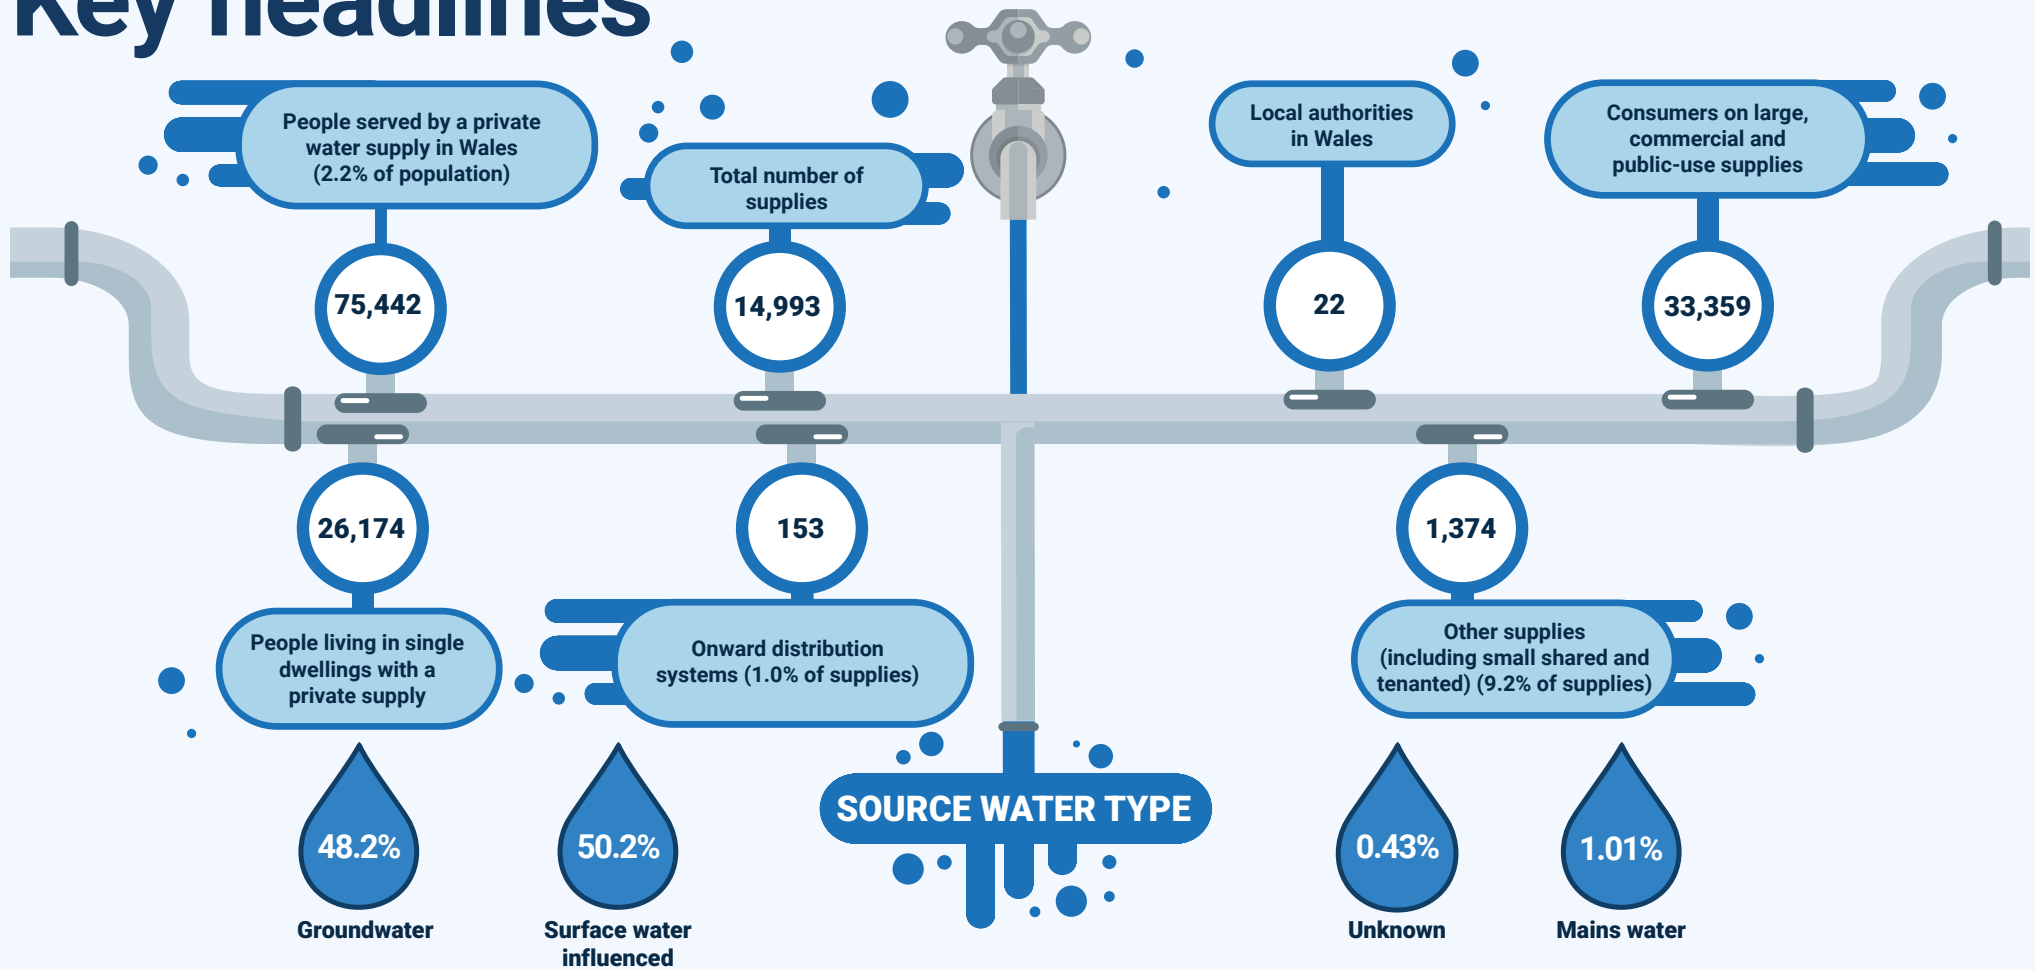 Key headlines
People served by a private
water supply in Wales
(2.2% of population)
75,442
Total number of
supplies
14,993
Local authorities
in Wales
22
Consumers on large,
commercial and
public-use supplies
33,359
26,174
People living in single
dwellings with a
private supply
153
Onward distribution
systems (1.0% of supplies)
1,374
Other supplies
(including small shared and
tenanted) (9.2% of supplies)
SOURCE WATER TYPE
48.2%
Groundwater
50.2%
Surface water
influenced
0.43%
Unknown
1.01%
Mains water